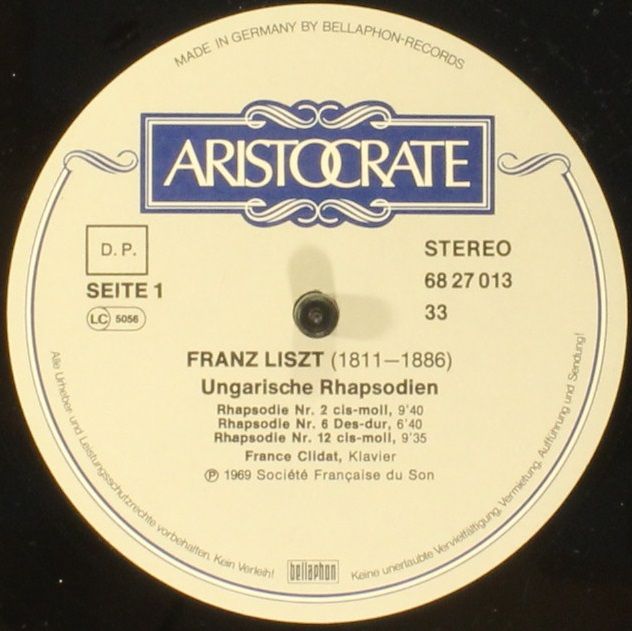 MADE IN GERMANY BY BELLAPHON-RECORDS
ARISTOCRATE
D. P.
STEREO
68 27 013
SEITE 1
33
LC 5056
FRANZ LISZT (1811—1886)
Ungarische Rhapsodien
Rhapsodie Nr. 2 cis-moll, 9'40
Rhapsodie Nr. 6 Des-dur, 6'40
Rhapsodie Nr. 12 cis-moll, 9'35
France Clidat, Klavier
℗ 1969 Société Française du Son
Alle Urheber- und Leistungsschutzrechte vorbehalten. Kein Verleih!
bellaphon
Keine unerlaubte Vervielfältigung, Vermietung, Aufführung und Sendung!